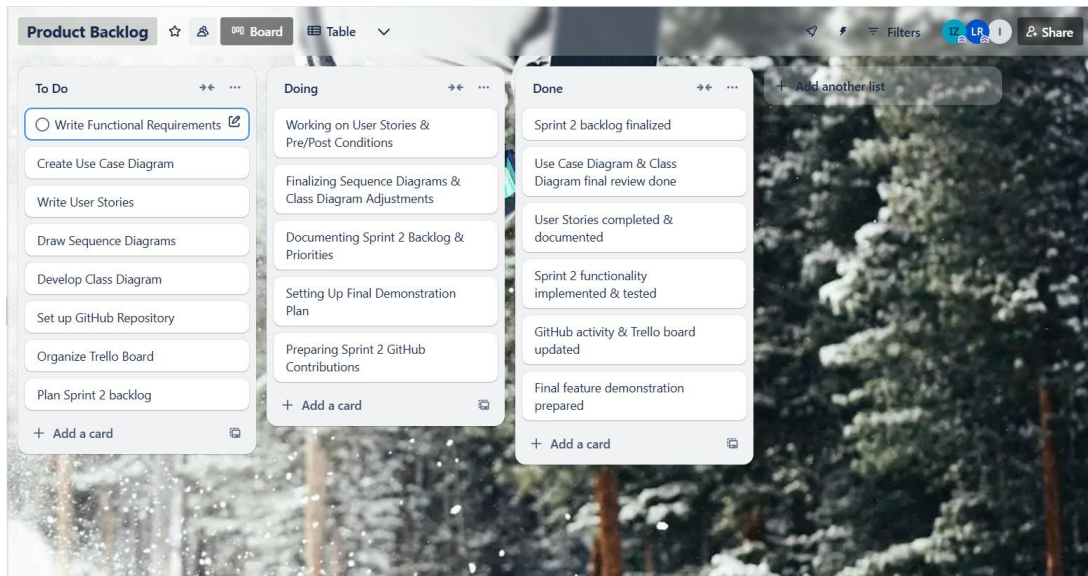 Product Backlog
Board
Table
Filters
IZ
LR
I
Share
To Do
Write Functional Requirements
Create Use Case Diagram
Write User Stories
Draw Sequence Diagrams
Develop Class Diagram
Set up GitHub Repository
Organize Trello Board
Plan Sprint 2 backlog
+ Add a card
Doing
Working on User Stories &
Pre/Post Conditions
Finalizing Sequence Diagrams &
Class Diagram Adjustments
Documenting Sprint 2 Backlog &
Priorities
Setting Up Final Demonstration
Plan
Preparing Sprint 2 GitHub
Contributions
+ Add a card
Done
Sprint 2 backlog finalized
Use Case Diagram & Class
Diagram final review done
User Stories completed &
documented
Sprint 2 functionality
implemented & tested
GitHub activity & Trello board
updated
Final feature demonstration
prepared
+ Add a card
+ Add another list